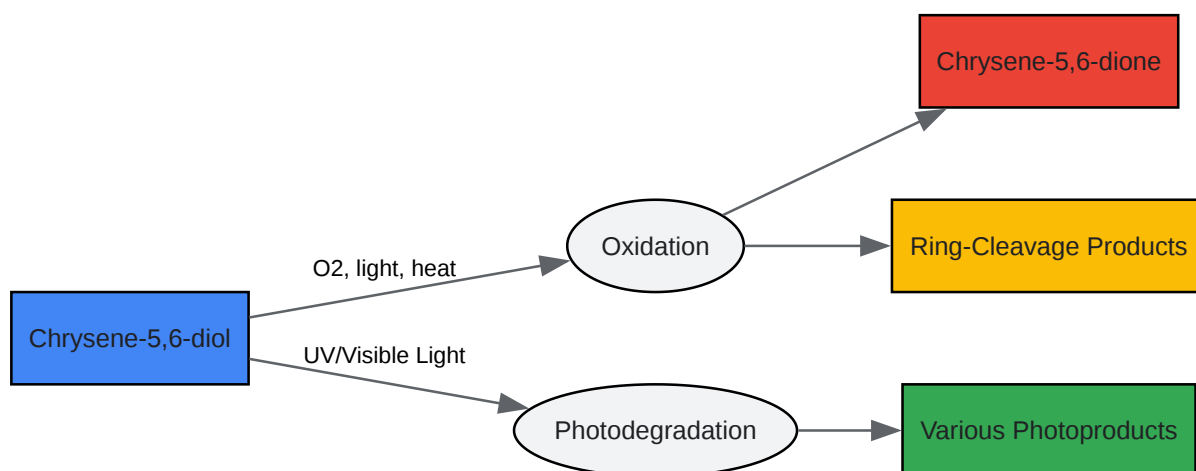 Chrysene-5,6-dione
Oxidation
Ring-Cleavage Products
O2, light, heat
Chrysene-5,6-diol
UV/Visible Light
Photodegradation
Various Photoproducts